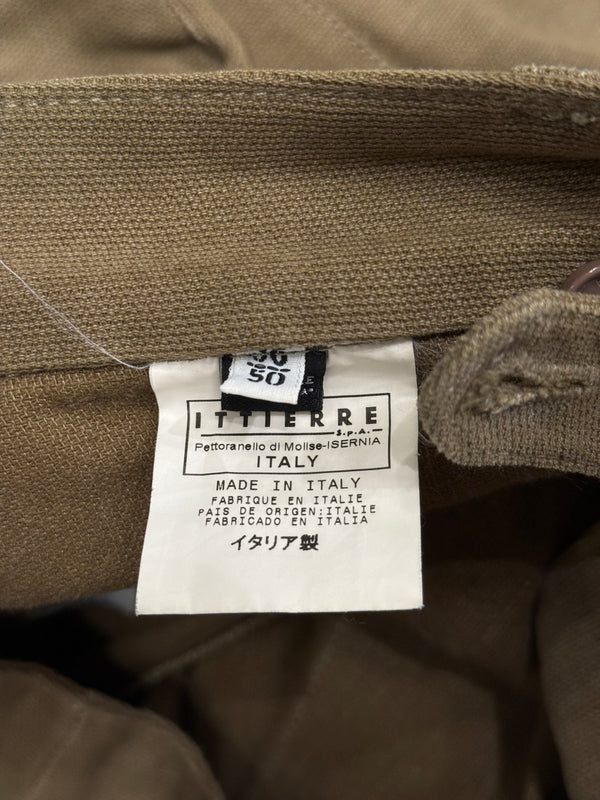 50
ITTIERRE
S.p.A.
Pettoranello di Molise-ISERNIA
ITALY
MADE IN ITALY
FABRIQUE EN ITALIE
PAIS DE ORIGEN:ITALIE
FABRICADO EN ITALIA
イタリア製